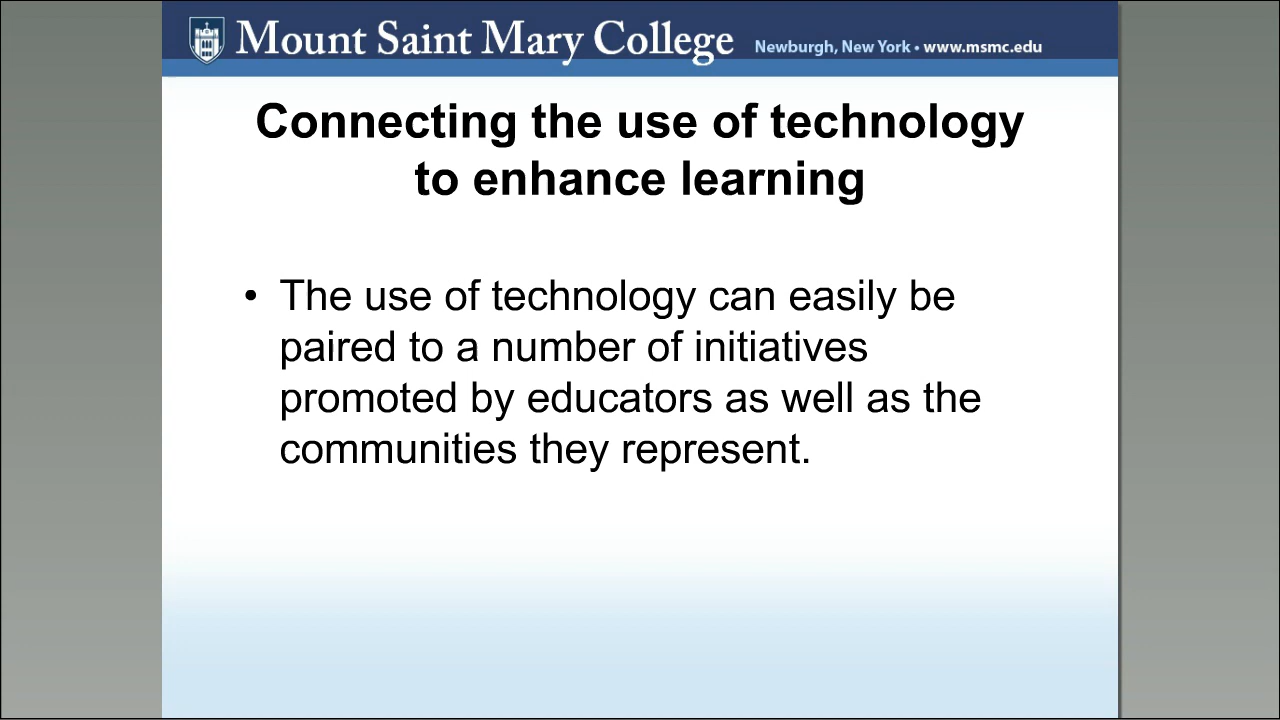 Mount Saint Mary College Newburgh, New York • www.msmc.edu
Connecting the use of technology
to enhance learning
• The use of technology can easily be
paired to a number of initiatives
promoted by educators as well as the
communities they represent.